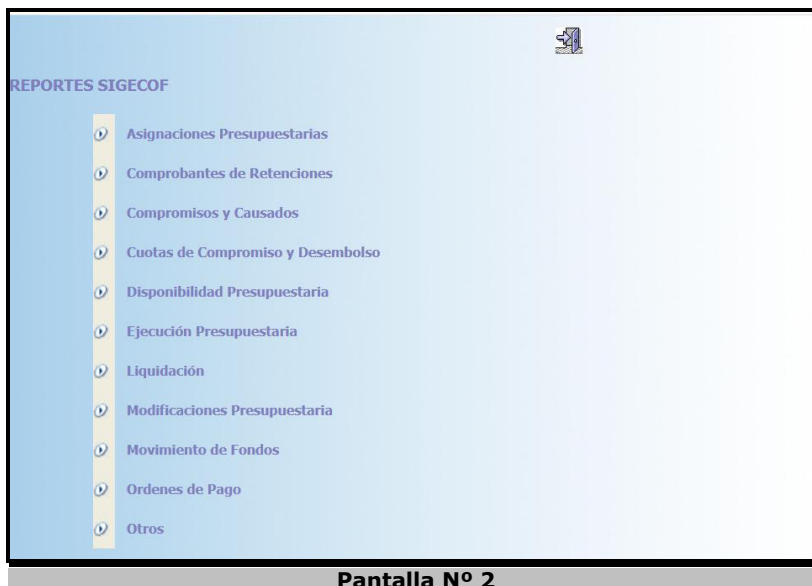 REPORTES SIGECOF
Asignaciones Presupuestarias
Comprobantes de Retenciones
Compromisos y Causados
Cuotas de Compromiso y Desembolso
Disponibilidad Presupuestaria
Ejecución Presupuestaria
Liquidación
Modificaciones Presupuestaria
Movimiento de Fondos
Ordenes de Pago
Otros
Pantalla Nº 2